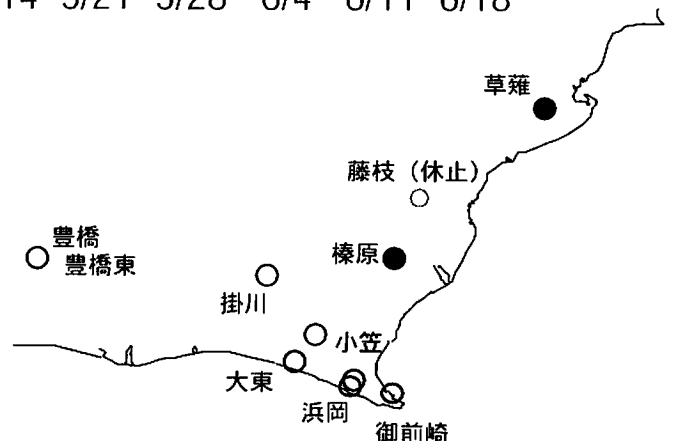 5/21 5/28 6/4 6/11 6/18
草薙
藤枝（休止）
豊橋
豊橋東
榛原
掛川
小笠
大東
浜岡
御前崎